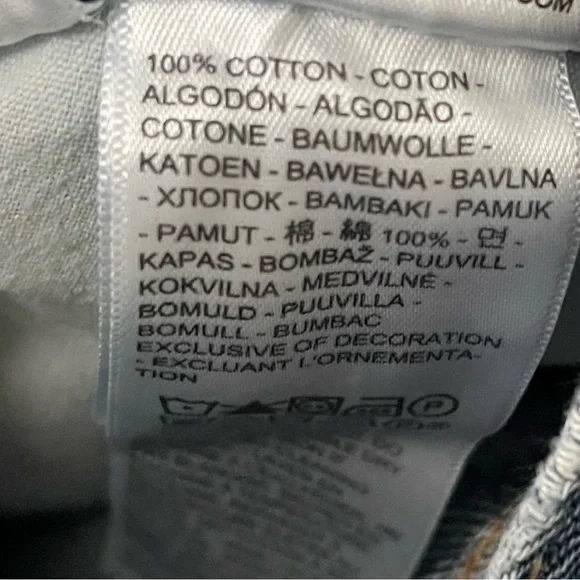 COM
100% COTTON - COTON -
ALGODÓN - ALGODÃO -
COTONE - BAUMWOLLE -
KATOEN - BAWEŁNA - BAVLNA
- ХЛОПОК - BAMBAKI - PAMUK
- PAMUT - 棉 - 綿 100% - 면 -
KAPAS - BOMBAŽ - PUUVILL -
KOKVILNA - MEDVILNĖ -
BOMULD - PUUVILLA -
BOMULL - BUMBAC
EXCLUSIVE OF DECORATION
- EXCLUANT L'ORNEMENTA-
TION
P